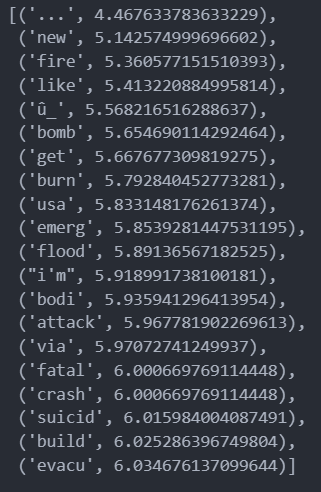 [('...', 4.467633783633229),
('new', 5.142574999696602),
('fire', 5.360577151510393),
('like', 5.413220884995814),
('û_', 5.568216516288637),
('bomb', 5.654690114292464),
('get', 5.667677309819275),
('burn', 5.792840452773281),
('usa', 5.833148176261374),
('emerg', 5.8539281447531195),
('flood', 5.89136567182525),
("i'm", 5.918991738100181),
('bodi', 5.935941296413954),
('attack', 5.967781902269613),
('via', 5.97072741249937),
('fatal', 6.000669769114448),
('crash', 6.000669769114448),
('suicid', 6.015984004087491),
('build', 6.025286396749804),
('evacu', 6.034676137099644)]